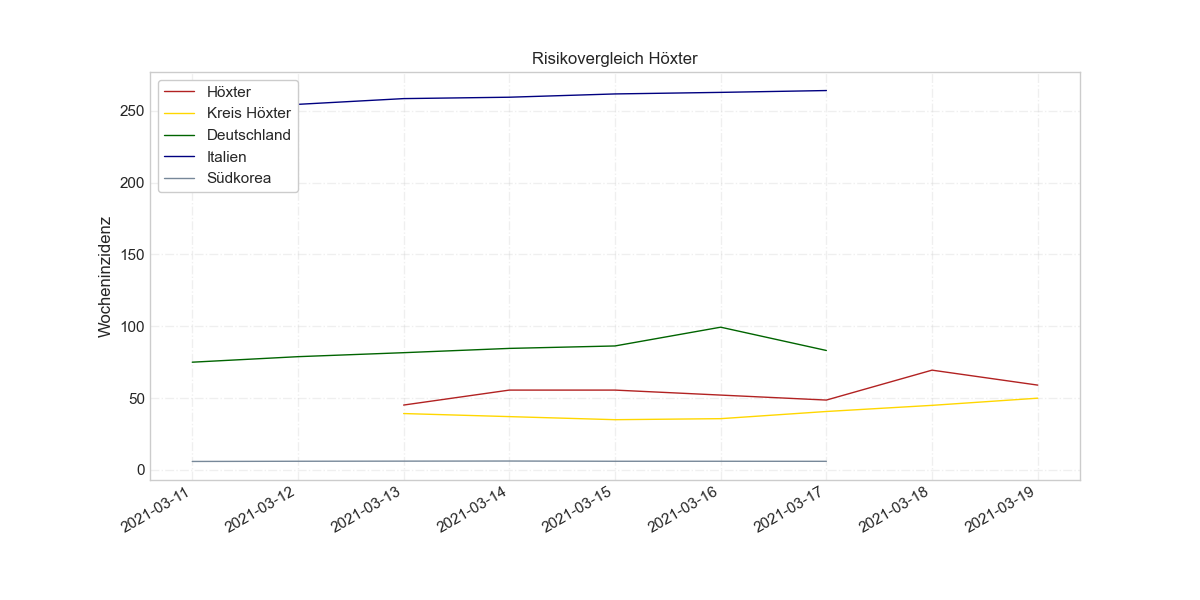 Risikovergleich Höxter
Höxter
Kreis Höxter
Deutschland
Italien
Südkorea
Wocheninzidenz
250
200
150
100
50
0
2021-03-11
2021-03-12
2021-03-13
2021-03-14
2021-03-15
2021-03-16
2021-03-17
2021-03-18
2021-03-19